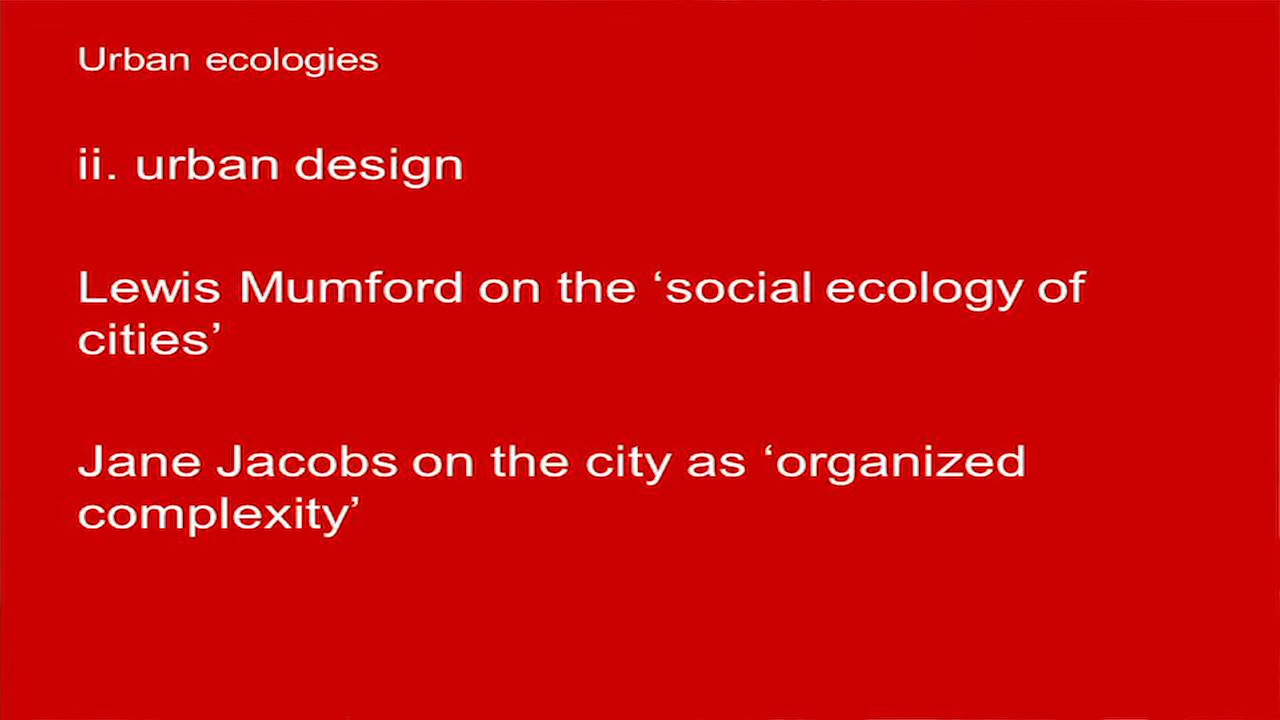 Urban ecologies
ii. urban design
Lewis Mumford on the ‘social ecology of
cities’
Jane Jacobs on the city as ‘organized
complexity’